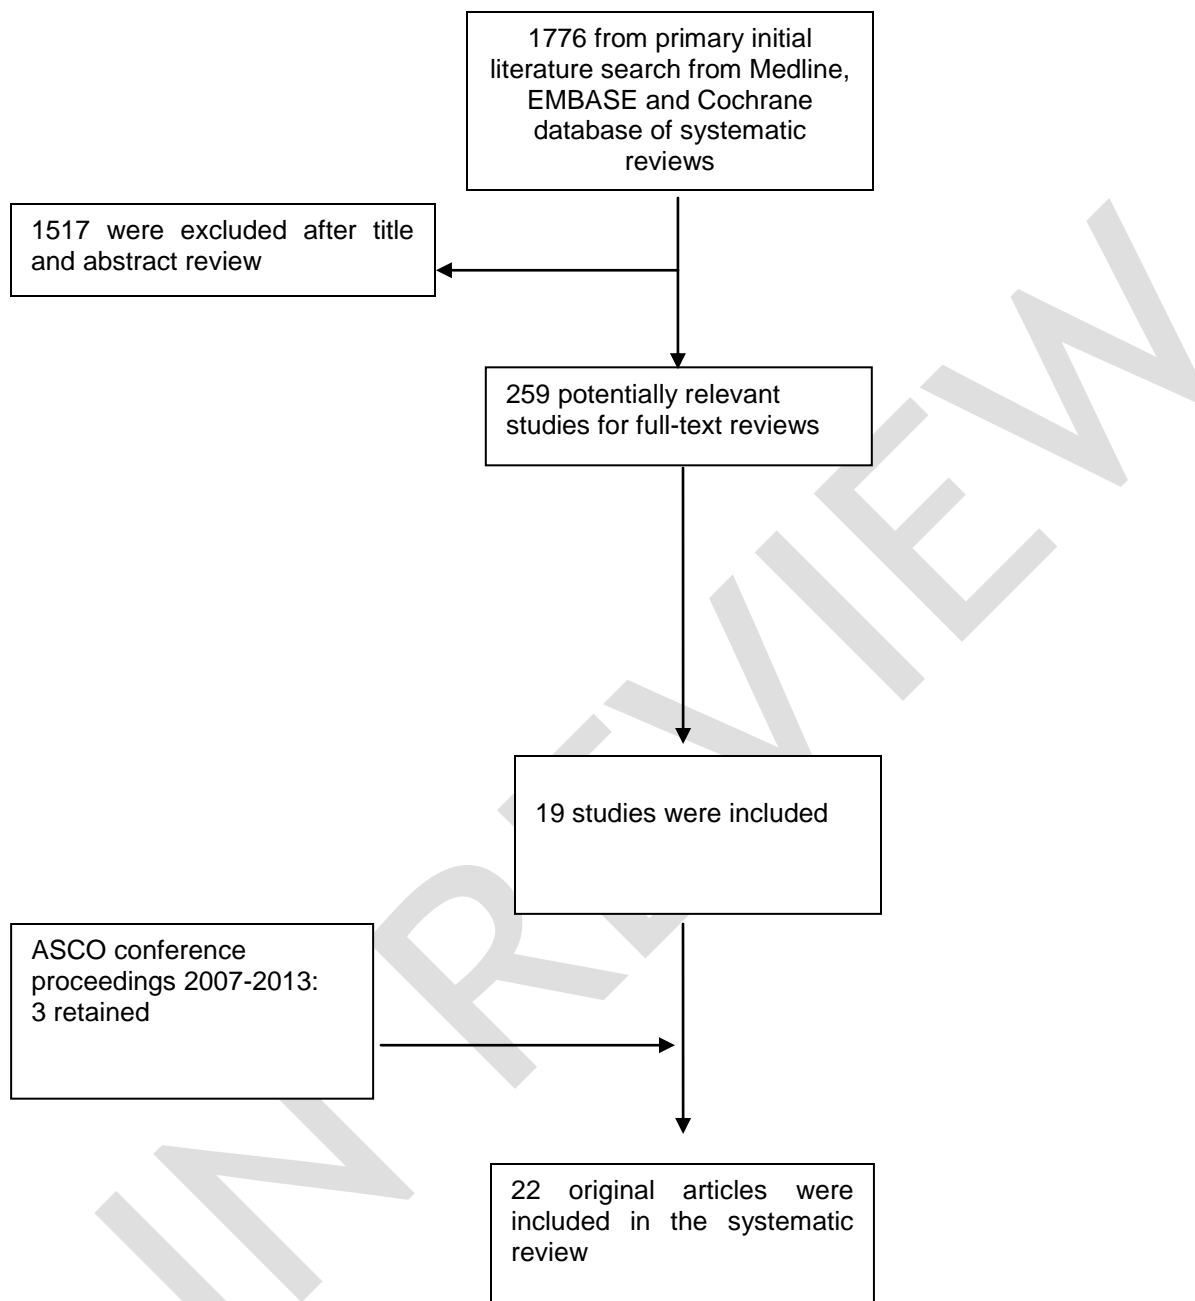 1776 from primary initial
literature search from Medline,
EMBASE and Cochrane
database of systematic
reviews
1517 were excluded after title
and abstract review
259 potentially relevant
studies for full-text reviews
19 studies were included
ASCO conference
proceedings 2007-2013:
3 retained
22 original articles were
included in the systematic
review
IN REVIEW